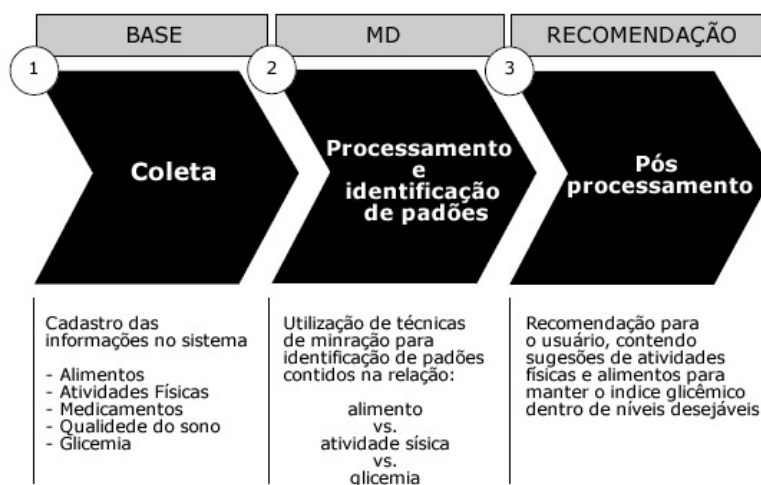 BASE
MD
RECOMENDAÇÃO
1
2
3
Coleta
Processamento
e
identificação
de padões
Pós
processamento
Cadastro das
informações no sistema
- Alimentos
- Atividades Físicas
- Medicamentos
- Qualidede do sono
- Glicemia
Utilização de técnicas
de minração para
identificação de padões
contidos na relação:
alimento
vs.
atividade sísica
vs.
glicemia
Recomendação para
o usuário, contendo
sugesões de atividades
físicas e alimentos para
manter o indice glicêmico
dentro de níveis desejáveis